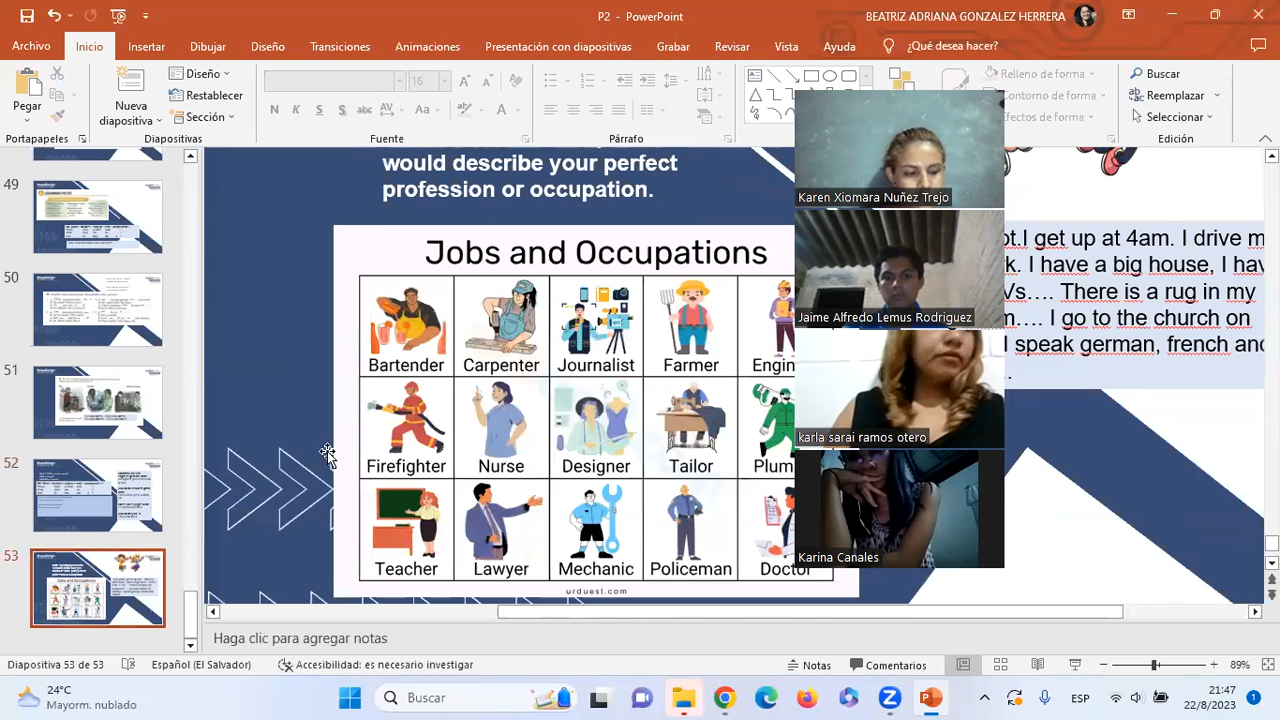 P2 - PowerPoint
BEATRIZ ADRIANA GONZALEZ HERRERA
Archivo Inicio Insertar Dibujar Diseño Transiciones Animaciones Presentación con diapositivas Grabar Revisar Vista Ayuda ¿Qué desea hacer?
Pegar
Portapapeles
Nueva diapositiva
Diseño
Restablecer
Sección
Diapositivas
16
N K S abc AV Aa A
Fuente
Párrafo
Relleno de forma
Contorno de forma
Efectos de forma
Buscar
Reemplazar
Seleccionar
Edición
49
50
51
52
53
would describe your perfect
profession or occupation.
Jobs and Occupations
Bartender Carpenter Journalist Farmer
Firefighter Nurse Designer Tailor
Teacher Lawyer Mechanic Policeman Doctor
urduesl.com
I get up at 4am. I drive
I have a big house, I
There is a rug in my
I go to the church on
I speak german, french
Karen Xiomara Nuñez Trejo
Jaime Alfredo Lemus Rodriguez
karla sarai ramos otero
Karina Canales
Haga clic para agregar notas
Diapositiva 53 de 53 Español (El Salvador) Accesibilidad: es necesario investigar Notas Comentarios 89%
24°C
Mayorm. nublado
Buscar
ESP
21:47
22/8/2023
1